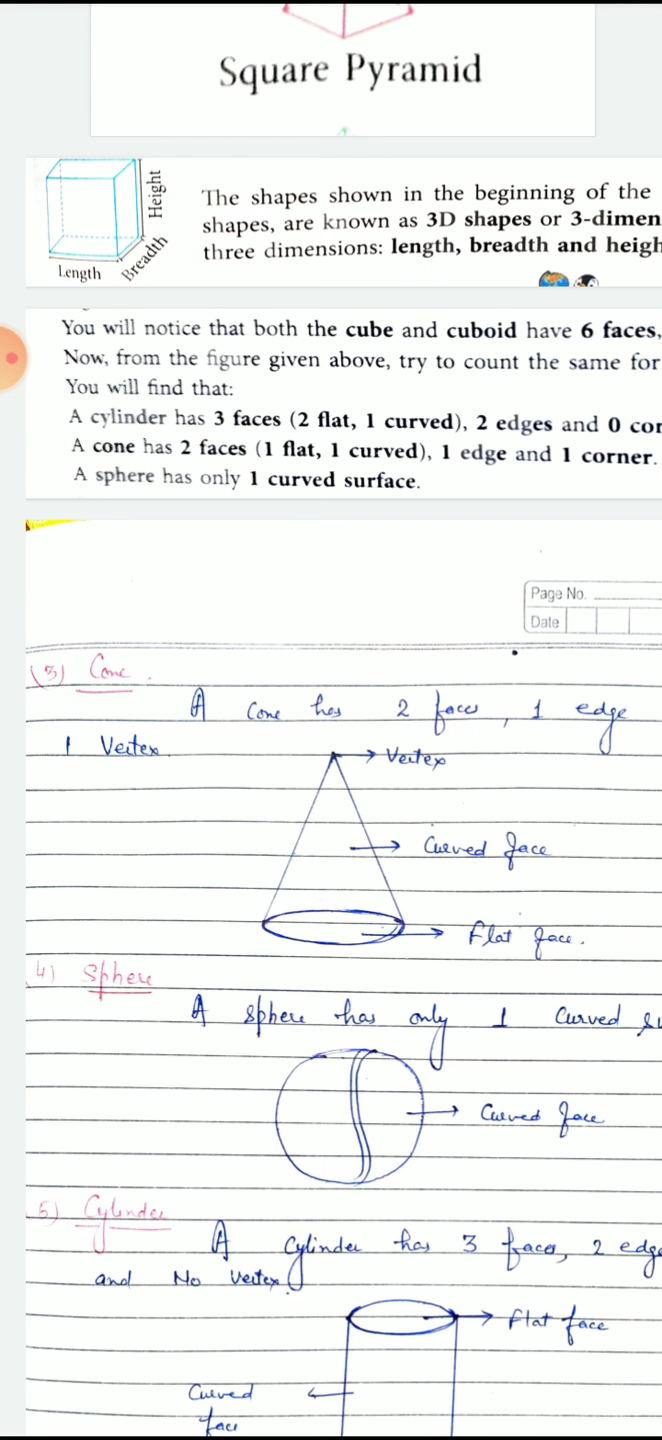 Square Pyramid
Height
Length
Breadth
The shapes shown in the beginning of the
shapes, are known as 3D shapes or 3-dimen
three dimensions: length, breadth and heigh
You will notice that both the cube and cuboid have 6 faces,
Now, from the figure given above, try to count the same for
You will find that:
A cylinder has 3 faces (2 flat, 1 curved), 2 edges and 0 cor
A cone has 2 faces (1 flat, 1 curved), 1 edge and 1 corner.
A sphere has only 1 curved surface.
Page No.
Date
(3) Cone.
A Cone has 2 faces, 1 edge
1 Vertex.
Vertex
Curved face
Flat face.
4) Sphere
A sphere has only 1 Curved su
Curved face
5) Cylinder
A Cylinder has 3 faces, 2 edge
and No Vertex.
Flat face
Curved
face